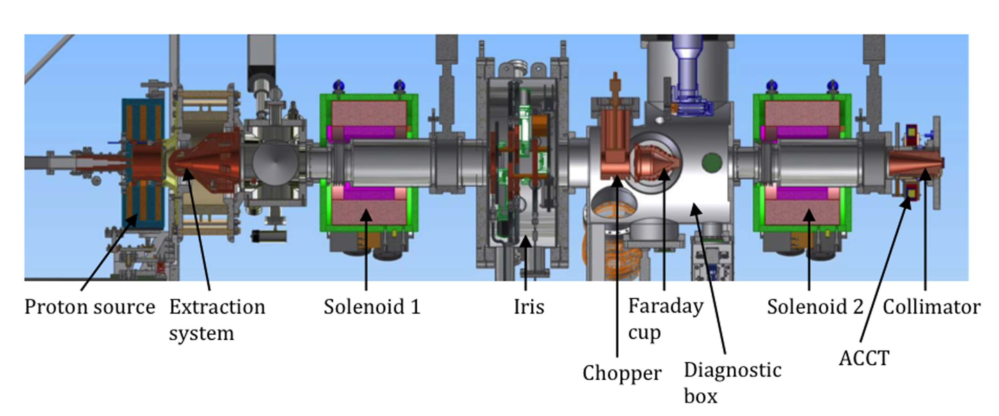 Proton source
Extraction
system
Solenoid 1
Iris
Faraday
cup
Solenoid 2
Collimator
Chopper
Diagnostic
box
ACCT